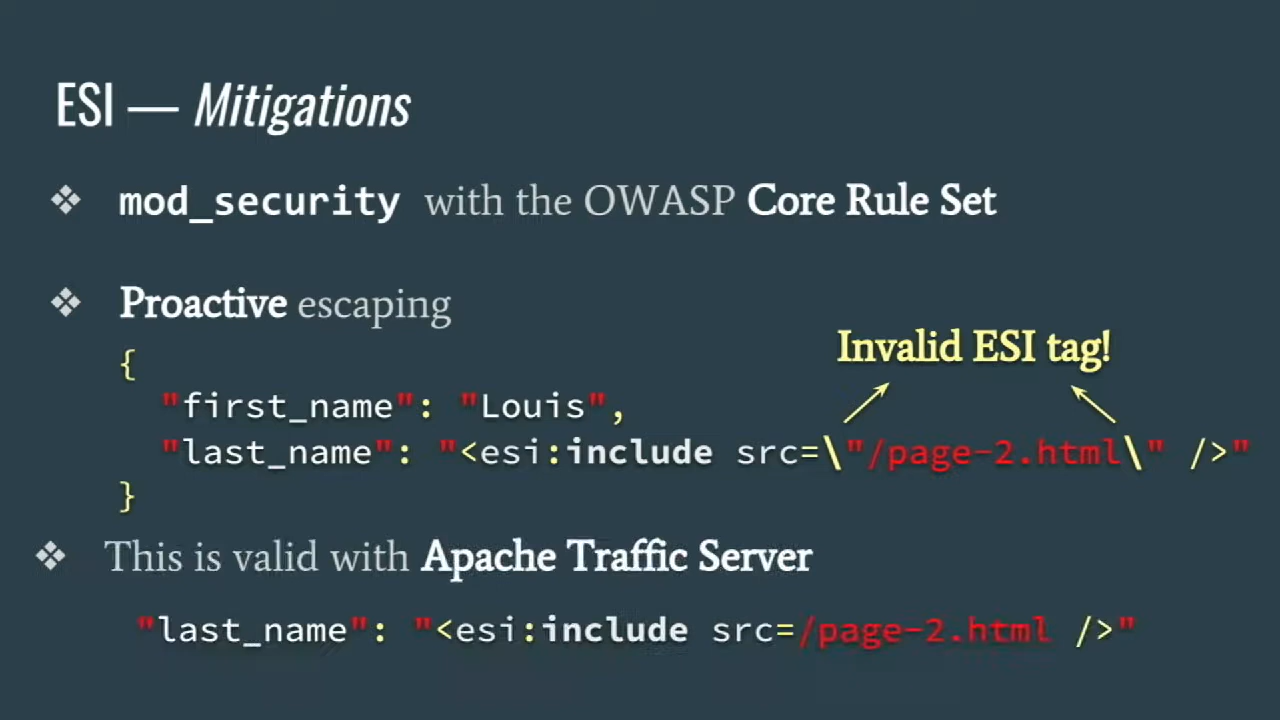 ESI — Mitigations
❖ mod_security with the OWASP Core Rule Set
❖ Proactive escaping
Invalid ESI tag!
{
"first_name": "Louis",
"last_name": "<esi:include src=\"/page-2.html\" />"
}
❖ This is valid with Apache Traffic Server
"last_name": "<esi:include src=/page-2.html />"